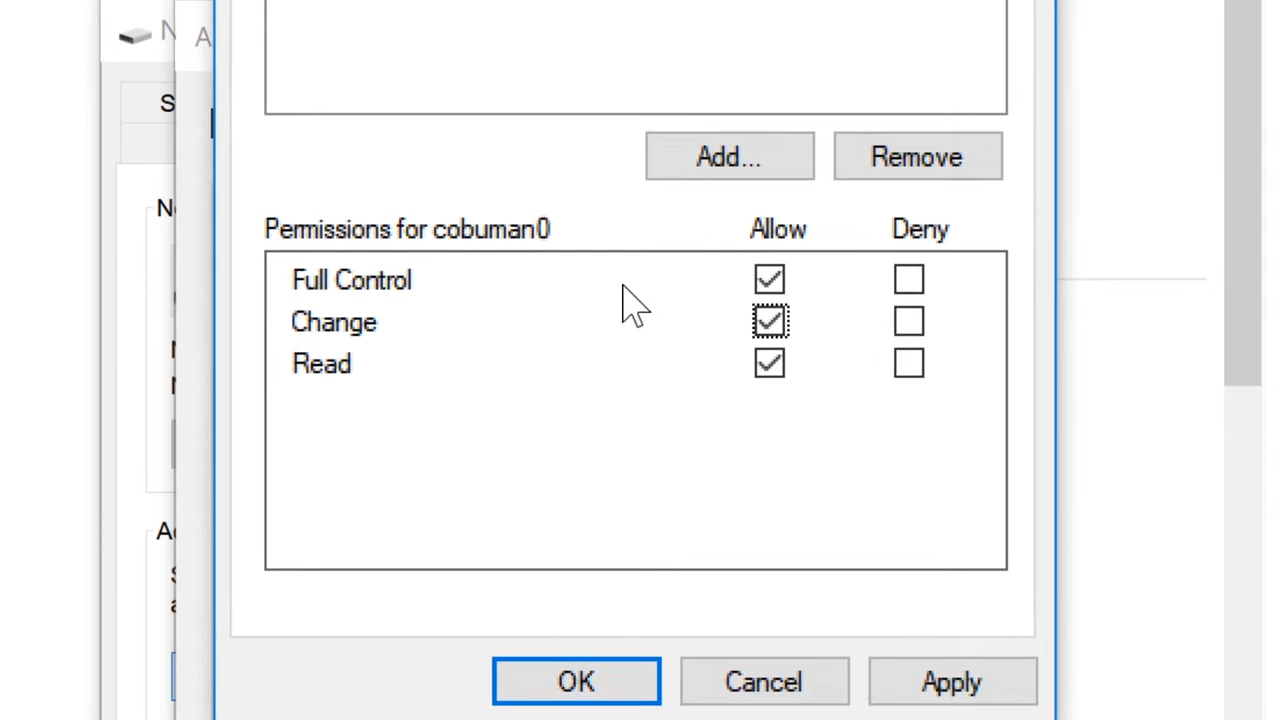 Add...
Remove
Permissions for cobuman0
Allow
Deny
Full Control
Change
Read
OK
Cancel
Apply